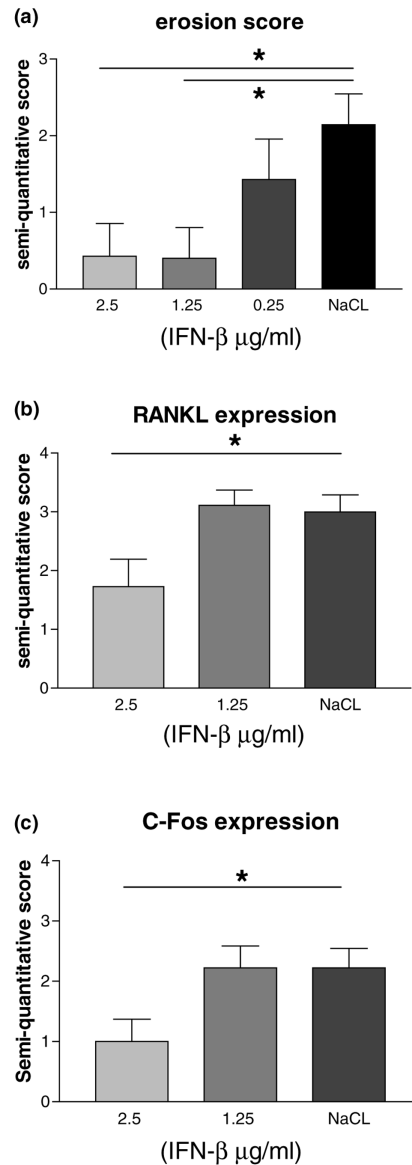 (a)
erosion score
*
*
semi-quantitative score
3
2
1
0
2.5 1.25 0.25 NaCL
(IFN-β μg/ml)
(b)
RANKL expression
*
semi-quantitative score
4
3
2
1
0
2.5 1.25 NaCL
(IFN-β μg/ml)
(c)
C-Fos expression
*
Semi-quantitative score
4
3
2
1
0
2.5 1.25 NaCL
(IFN-β μg/ml)